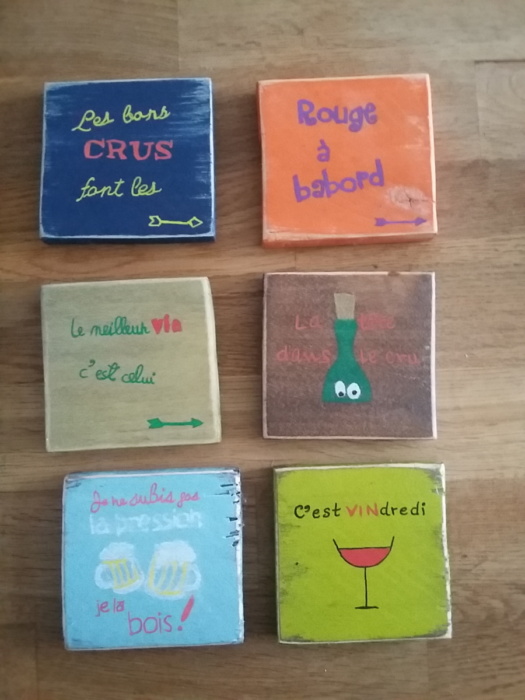 Les bons
CRUS
font les
Rouge
à
babord
Le meilleur vin
c'est celui
La
dans le cru
Je ne subis pas
la pression
je la
bois!
C'est VINdredi